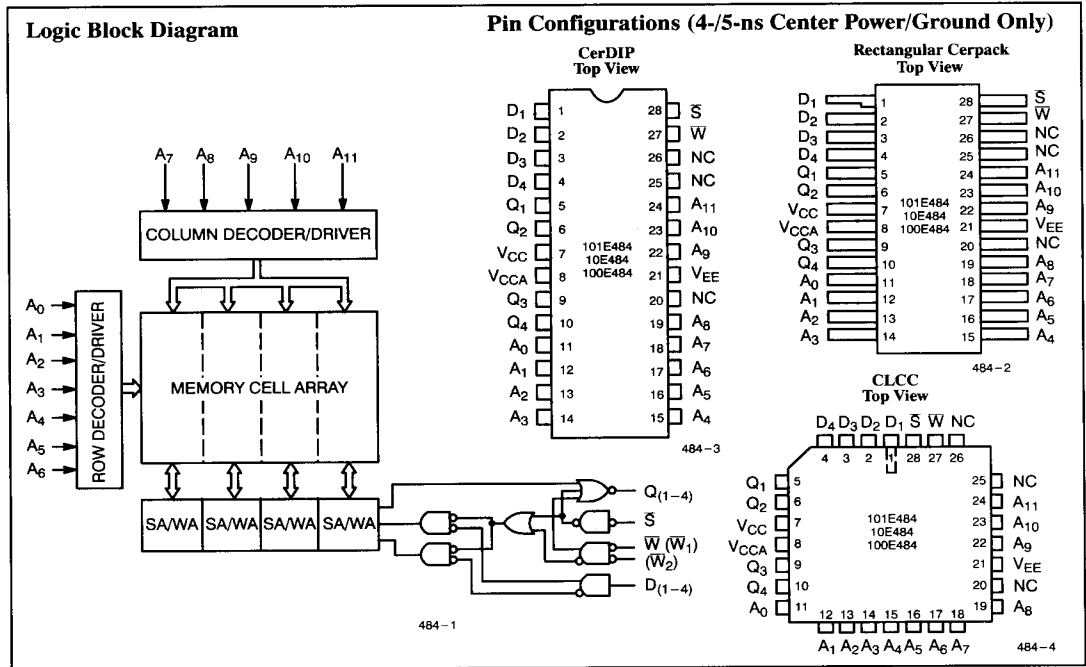 Logic Block Diagram
A7 A8 A9 A10 A11
COLUMN DECODER/DRIVER
A0
A1
A2
A3
A4
A5
A6
ROW DECODER/DRIVER
MEMORY CELL ARRAY
SA/WA SA/WA SA/WA SA/WA
Q(1–4)
S̅
W̅ (W̅1)
(W̅2)
D(1–4)
484–1
Pin Configurations (4-/5-ns Center Power/Ground Only)
CerDIP
Top View
D1 1 28 S̅
D2 2 27 W̅
D3 3 26 NC
D4 4 25 NC
Q1 5 24 A11
Q2 6 23 A10
VCC 7 101E484 22 A9
VCCA 8 10E484 21 VEE
Q3 9 100E484 20 NC
Q4 10 19 A8
A0 11 18 A7
A1 12 17 A6
A2 13 16 A5
A3 14 15 A4
484–3
Rectangular Cerpack
Top View
D1 1 28 S̅
D2 2 27 W̅
D3 3 26 NC
D4 4 25 NC
Q1 5 24 A11
Q2 6 23 A10
VCC 7 101E484 22 A9
VCCA 8 10E484 21 VEE
Q3 9 100E484 20 NC
Q4 10 19 A8
A0 11 18 A7
A1 12 17 A6
A2 13 16 A5
A3 14 15 A4
484–2
CLCC
Top View
D4 D3 D2 D1 S̅ W̅ NC
4 3 2 1 28 27 26
Q1 5 25 NC
Q2 6 24 A11
VCC 7 101E484 23 A10
VCCA 8 10E484 22 A9
Q3 9 100E484 21 VEE
Q4 10 20 NC
A0 11 19 A8
12 13 14 15 16 17 18
A1 A2 A3 A4 A5 A6 A7
484–4